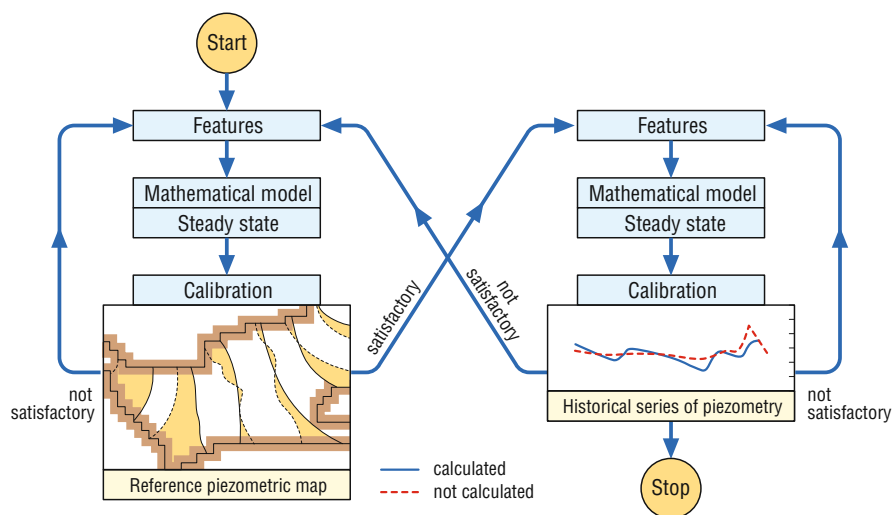 Start
Features
Mathematical model
Steady state
Calibration
not
satisfactory
Reference piezometric map
satisfactory
not
satisfactory
Features
Mathematical model
Steady state
Calibration
Historical series of piezometry
not
satisfactory
calculated
not calculated
Stop